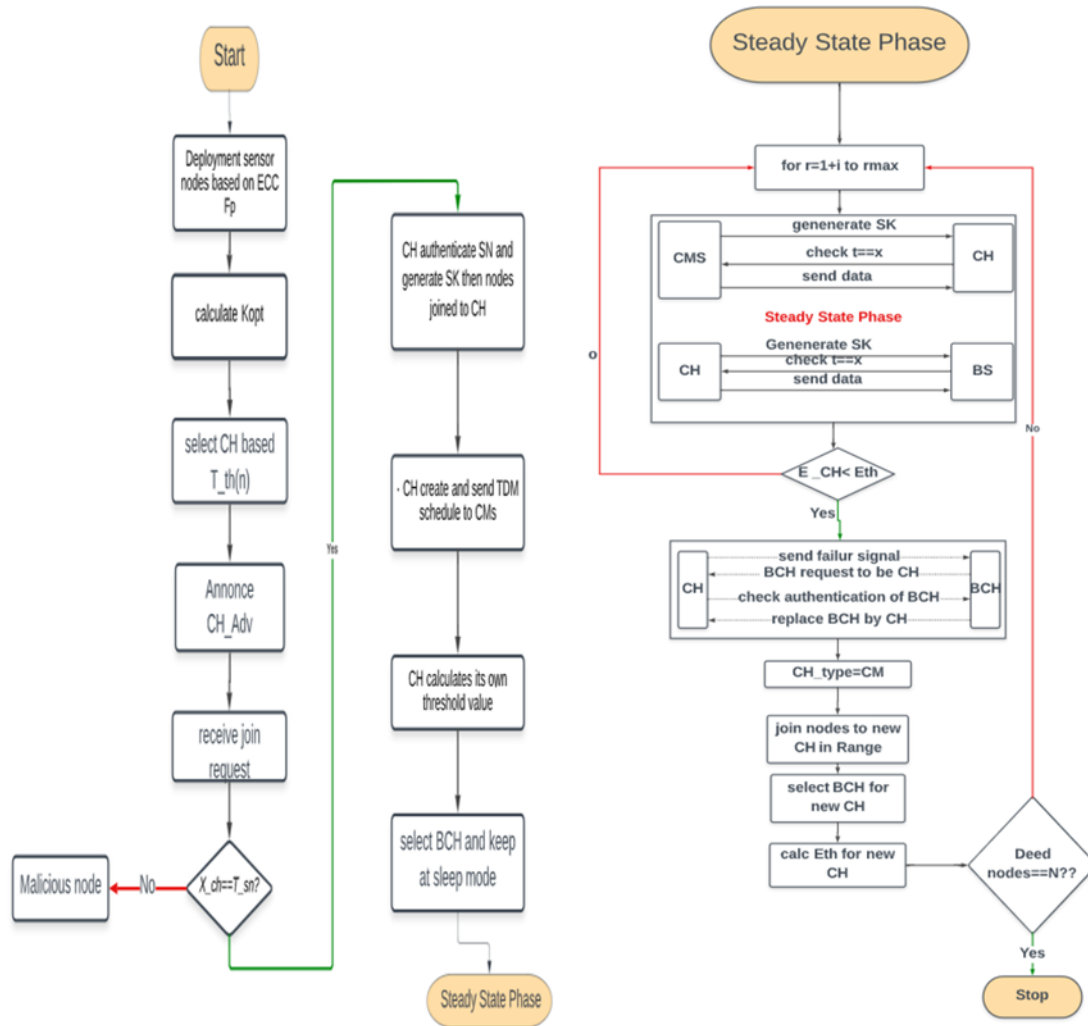 Start
Deployment sensor
nodes based on ECC
Fp
calculate Kopt
select CH based
T_th(n)
Annonce
CH_Adv
receive join
request
X_ch==T_sn?
No
Malicious node
Yes
CH authenticate SN and
generate SK then nodes
joined to CH
- CH create and send TDM
schedule to CMs
CH calculates its own
threshold value
select BCH and keep
at sleep mode
Steady State Phase
Steady State Phase
for r=1+i to rmax
CMS
genenerate SK
check t==x
send data
CH
Steady State Phase
CH
Genenerate SK
check t==x
send data
BS
o
No
E _CH< Eth
Yes
CH
send failur signal
BCH request to be CH
check authentication of BCH
replace BCH by CH
BCH
CH_type=CM
join nodes to new
CH in Range
select BCH for
new CH
calc Eth for new
CH
Deed
nodes==N??
Yes
Stop